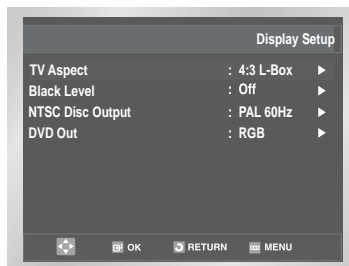 Display Setup
TV Aspect : 4:3 L-Box ►
Black Level : Off ►
NTSC Disc Output : PAL 60Hz ►
DVD Out : RGB ►
OK RETURN MENU